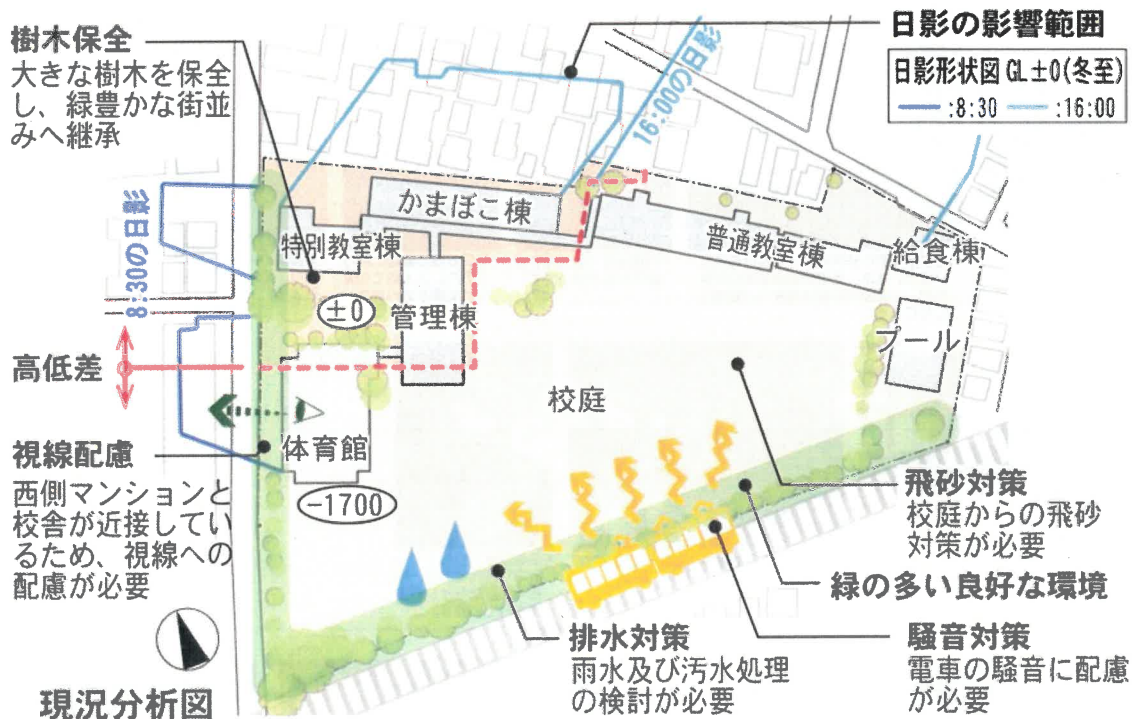 樹木保全
大きな樹木を保全
し、緑豊かな街並
みへ継承
日影の影響範囲
日影形状図 GL±0(冬至)
:8:30 :16:00
16:00の日影
8:30の日影
かまぼこ棟
特別教室棟
普通教室棟
給食棟
±0
管理棟
プール
高低差
校庭
体育館
-1700
視線配慮
西側マンションと
校舎が近接してい
るため、視線への
配慮が必要
飛砂対策
校庭からの飛砂
対策が必要
緑の多い良好な環境
排水対策
雨水及び汚水処理
の検討が必要
騒音対策
電車の騒音に配慮
が必要
現況分析図